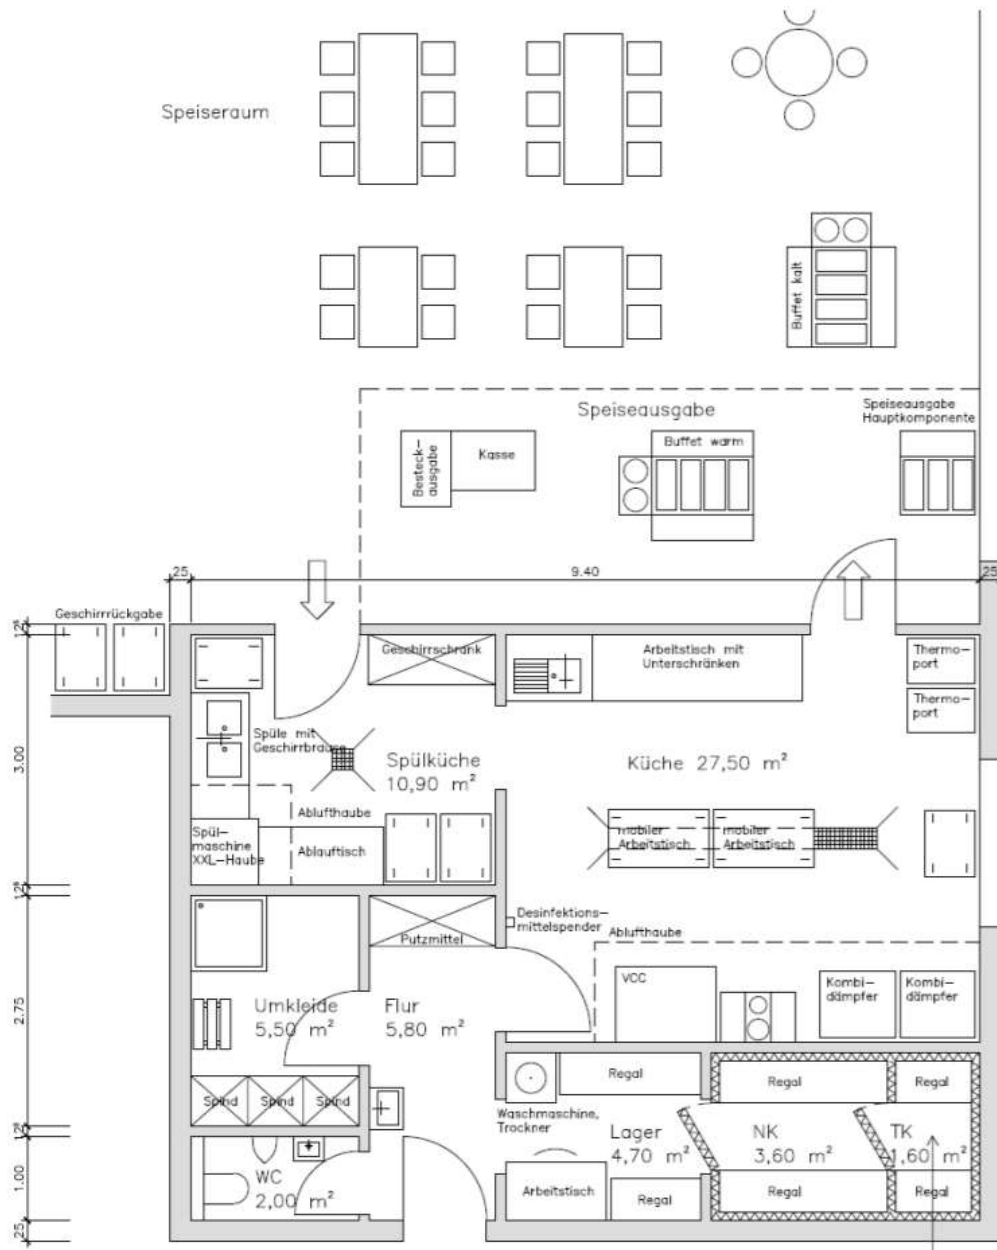 Speiseraum
Buffet kalt
Speiseausgabe
Speiseausgabe
Hauptkomponente
Besteck-
ausgabe
Kasse
Buffet warm
25
9.40
25
Geschirrrückgabe
12⁵
Geschirrschrank
Arbeitstisch mit
Unterschränken
Thermo-
port
Thermo-
port
3.00
Spüle mit
Geschirrbrause
Spülküche
10,90 m²
Küche 27,50 m²
Ablufthaube
Spül-
maschine
XXL-Haube
Ablauftisch
mobiler
Arbeitstisch
mobiler
Arbeitstisch
12⁵
Putzmittel
Desinfektions-
mittelspender
Ablufthaube
VCC
Kombi-
dämpfer
Kombi-
dämpfer
2.75
Umkleide
5,50 m²
Flur
5,80 m²
Spind
Spind
Spind
Regal
Regal
Regal
Waschmaschine,
Trockner
12⁵
Lager
4,70 m²
NK
3,60 m²
TK
1,60 m²
1.00
WC
2,00 m²
Arbeitstisch
Regal
Regal
Regal
25